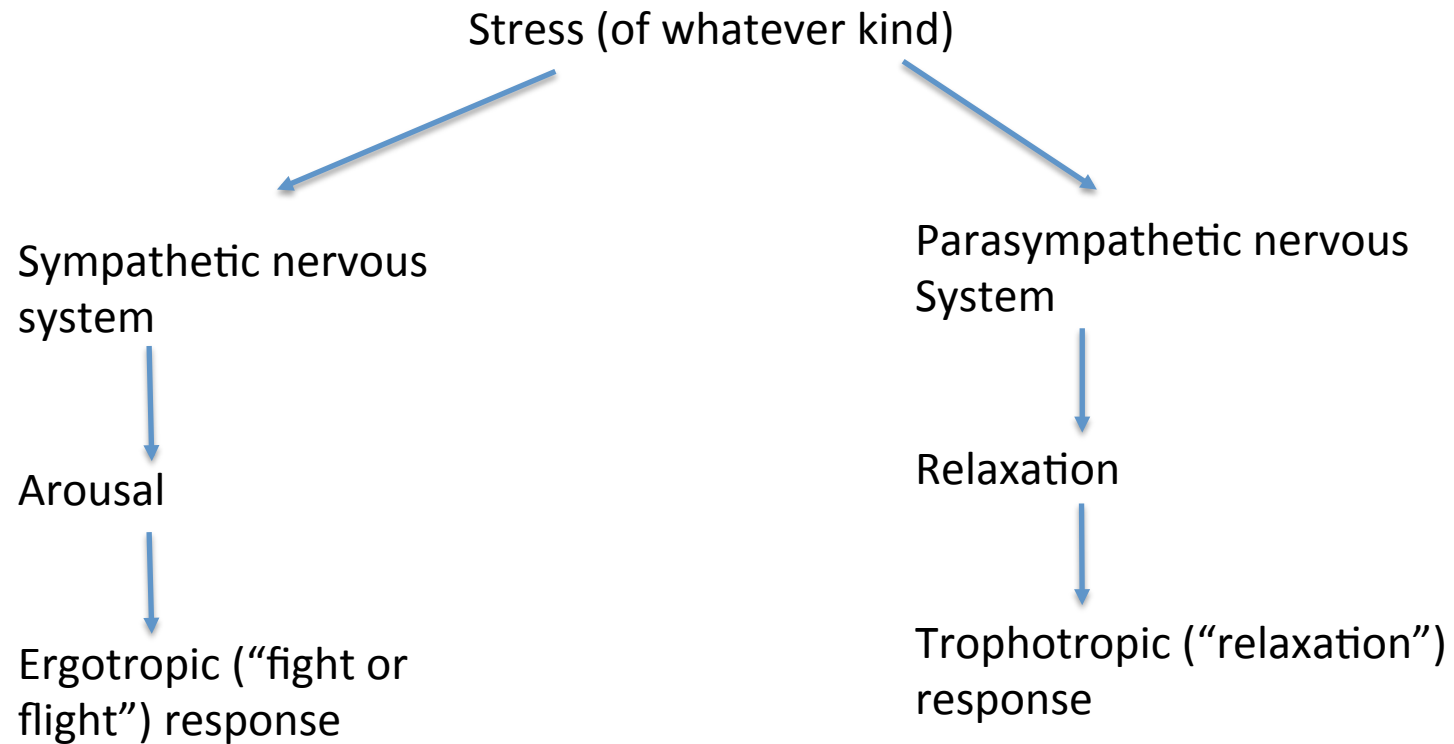 Stress (of whatever kind)
Sympathetic nervous
system
Arousal
Ergotropic (“fight or
flight”) response
Parasympathetic nervous
System
Relaxation
Trophotropic (“relaxation”)
response